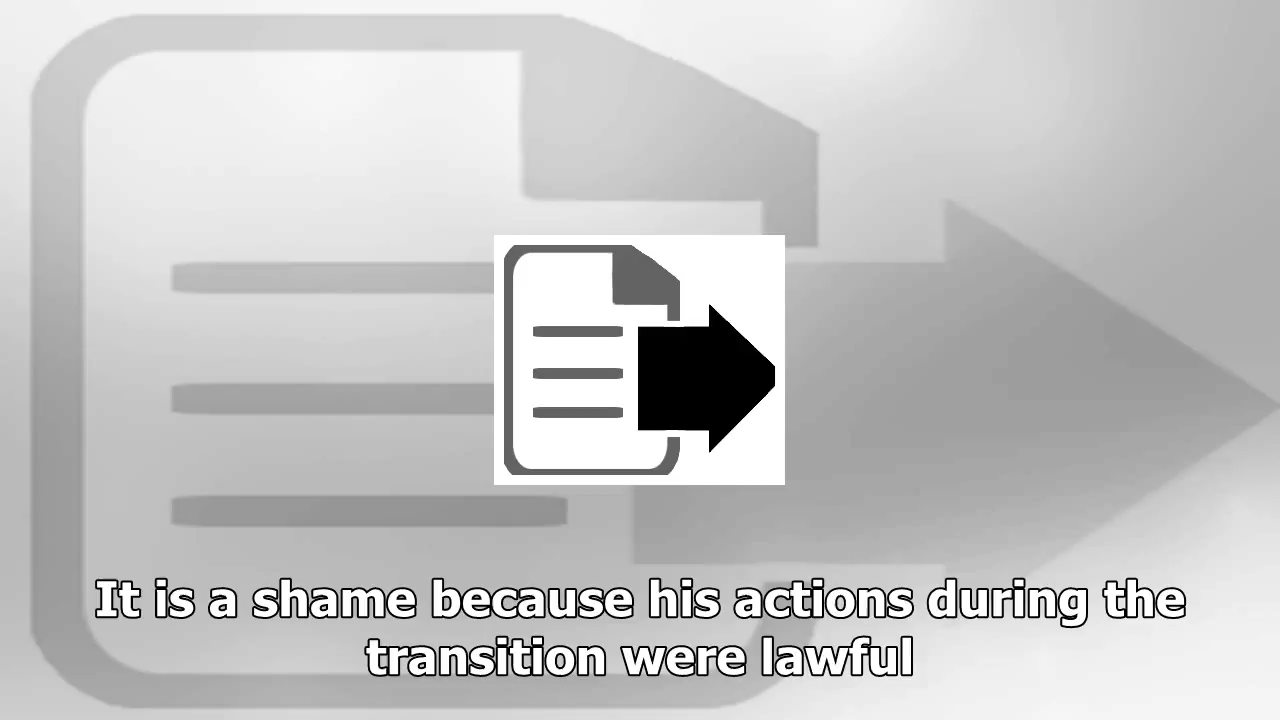 It is a shame because his actions during the
transition were lawful